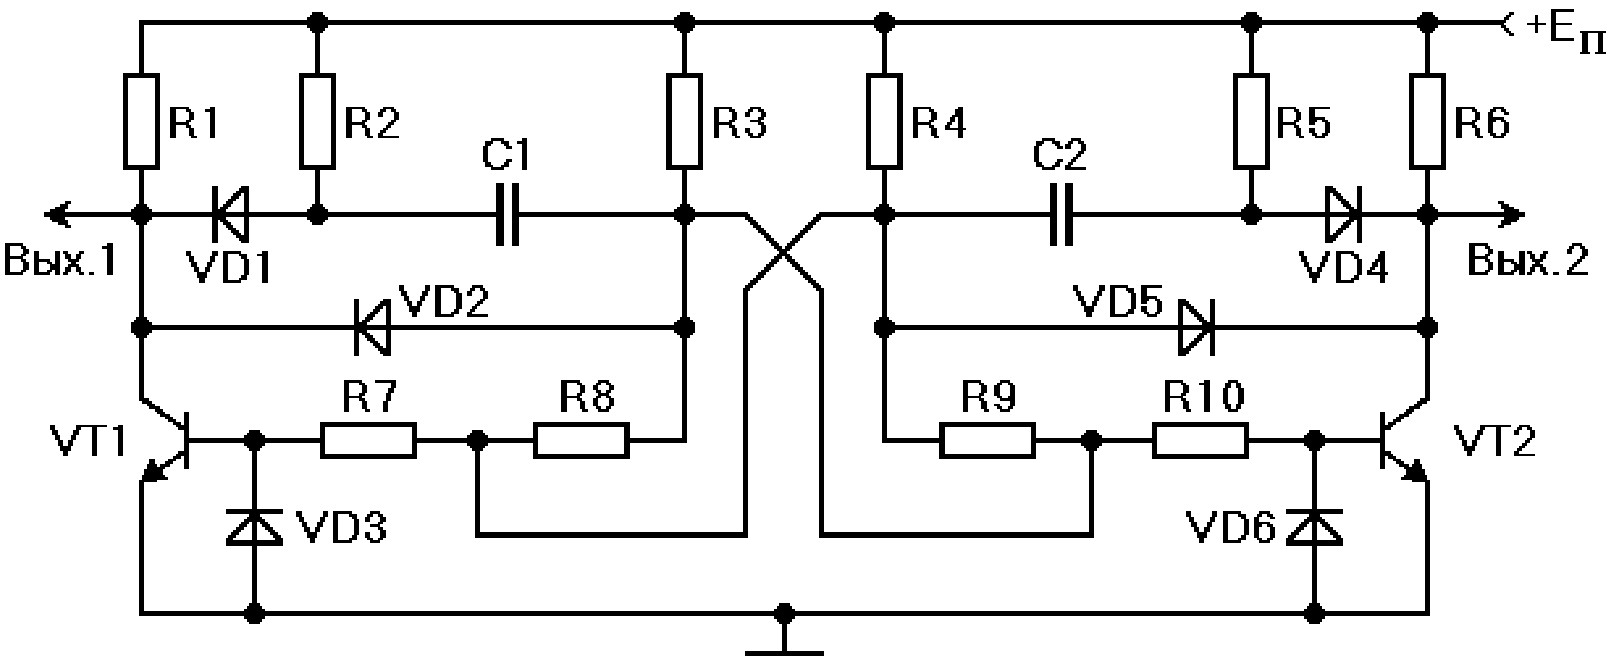 +Eп
R1 R2 R3 R4 R5 R6
C1 C2
Вых.1 VD1 VD4 Вых.2
VD2 VD5
R7 R8 R9 R10
VT1 VT2
VD3 VD6